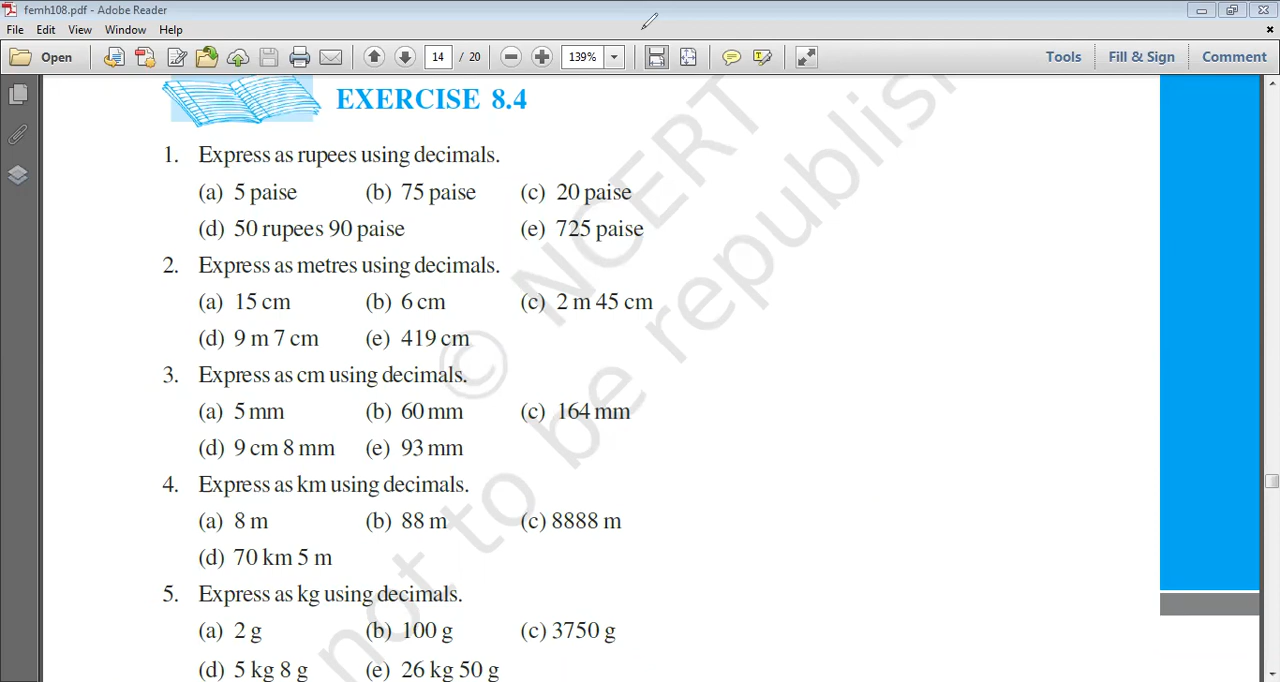 femh108.pdf - Adobe Reader
File Edit View Window Help
Open 14 / 20 139% Tools Fill & Sign Comment
EXERCISE 8.4
1. Express as rupees using decimals.
(a) 5 paise (b) 75 paise (c) 20 paise
(d) 50 rupees 90 paise (e) 725 paise
2. Express as metres using decimals.
(a) 15 cm (b) 6 cm (c) 2 m 45 cm
(d) 9 m 7 cm (e) 419 cm
3. Express as cm using decimals.
(a) 5 mm (b) 60 mm (c) 164 mm
(d) 9 cm 8 mm (e) 93 mm
4. Express as km using decimals.
(a) 8 m (b) 88 m (c) 8888 m
(d) 70 km 5 m
5. Express as kg using decimals.
(a) 2 g (b) 100 g (c) 3750 g
(d) 5 kg 8 g (e) 26 kg 50 g
© NCERT
not to be republis